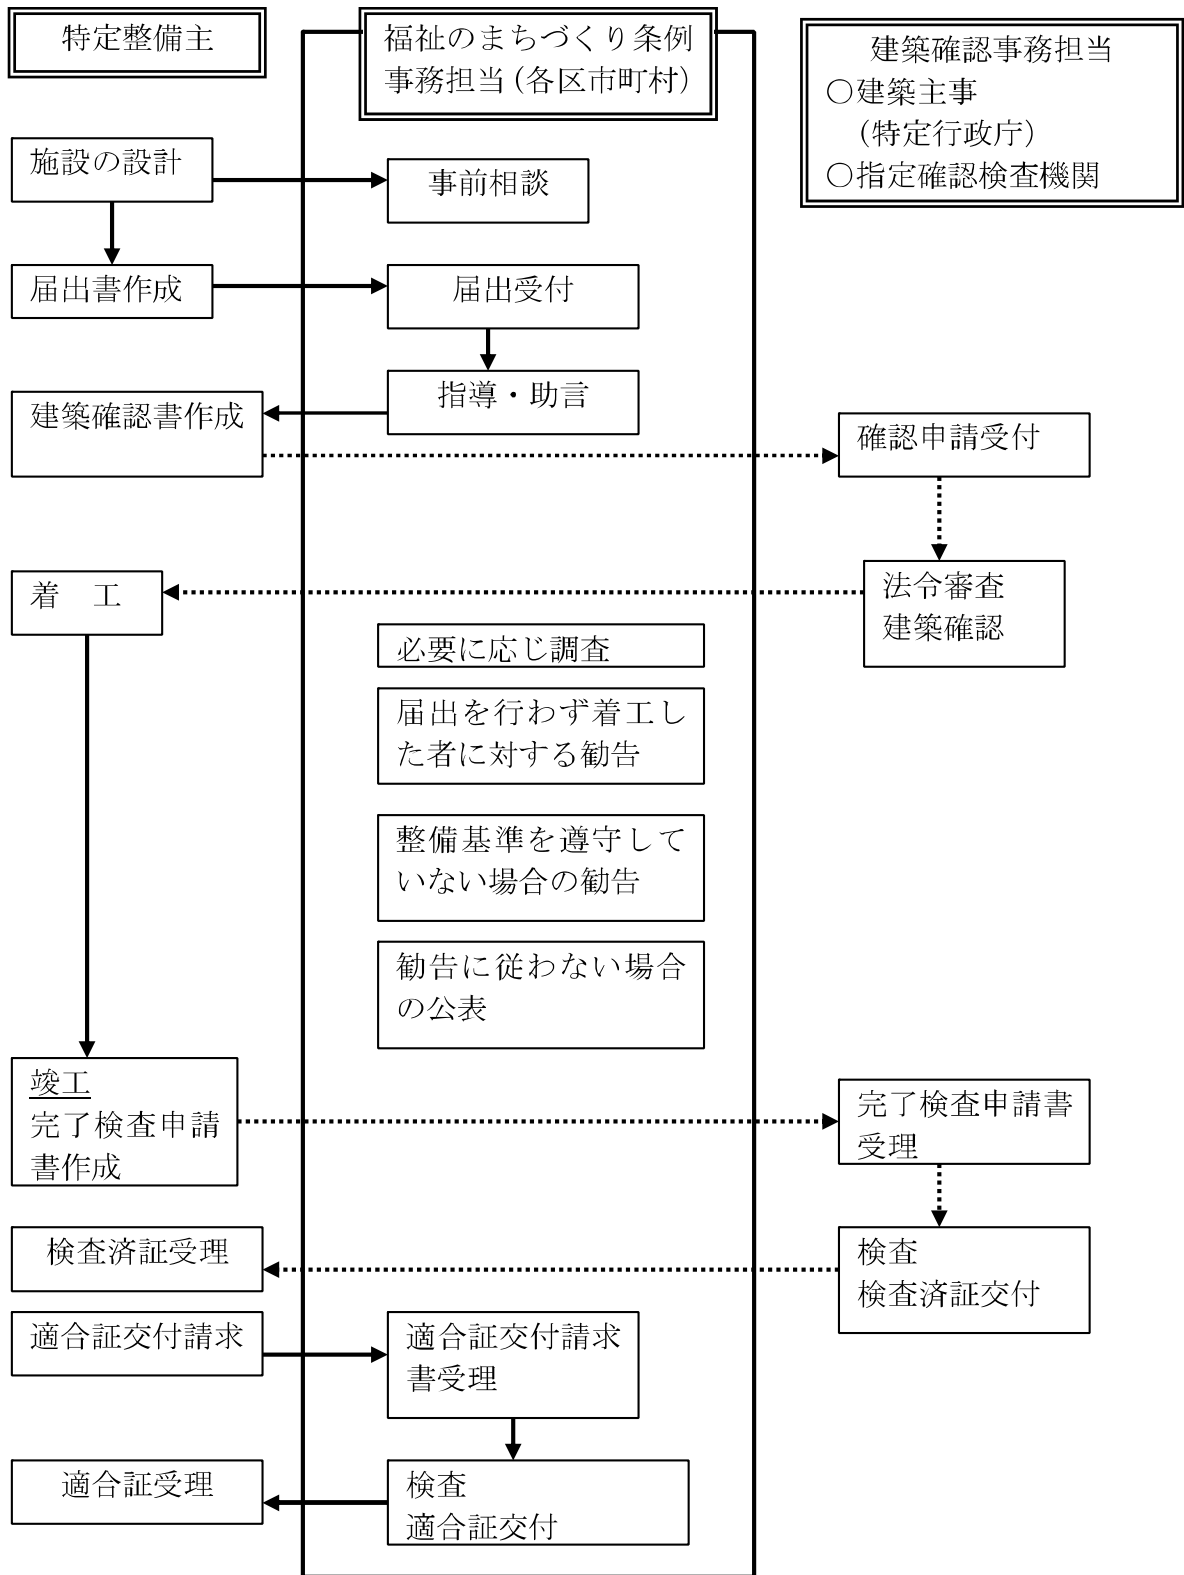 特定整備主
福祉のまちづくり条例
事務担当(各区市町村)
建築確認事務担当
○建築主事
(特定行政庁)
○指定確認検査機関
施設の設計
事前相談
届出書作成
届出受付
指導・助言
建築確認書作成
確認申請受付
着 工
法令審査
建築確認
必要に応じ調査
届出を行わず着工し
た者に対する勧告
整備基準を遵守して
いない場合の勧告
勧告に従わない場合
の公表
竣工
完了検査申請
書作成
完了検査申請書
受理
検査済証受理
検査
検査済証交付
適合証交付請求
適合証交付請求
書受理
適合証受理
検査
適合証交付